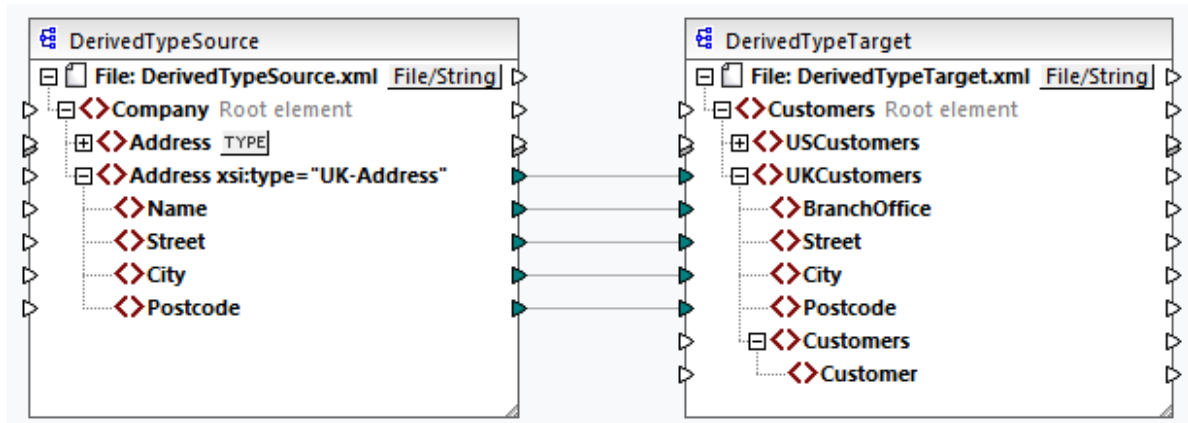 DerivedTypeSource
File: DerivedTypeSource.xml File/String
Company Root element
Address TYPE
Address xsi:type="UK-Address"
Name
Street
City
Postcode
DerivedTypeTarget
File: DerivedTypeTarget.xml File/String
Customers Root element
USCustomers
UKCustomers
BranchOffice
Street
City
Postcode
Customers
Customer